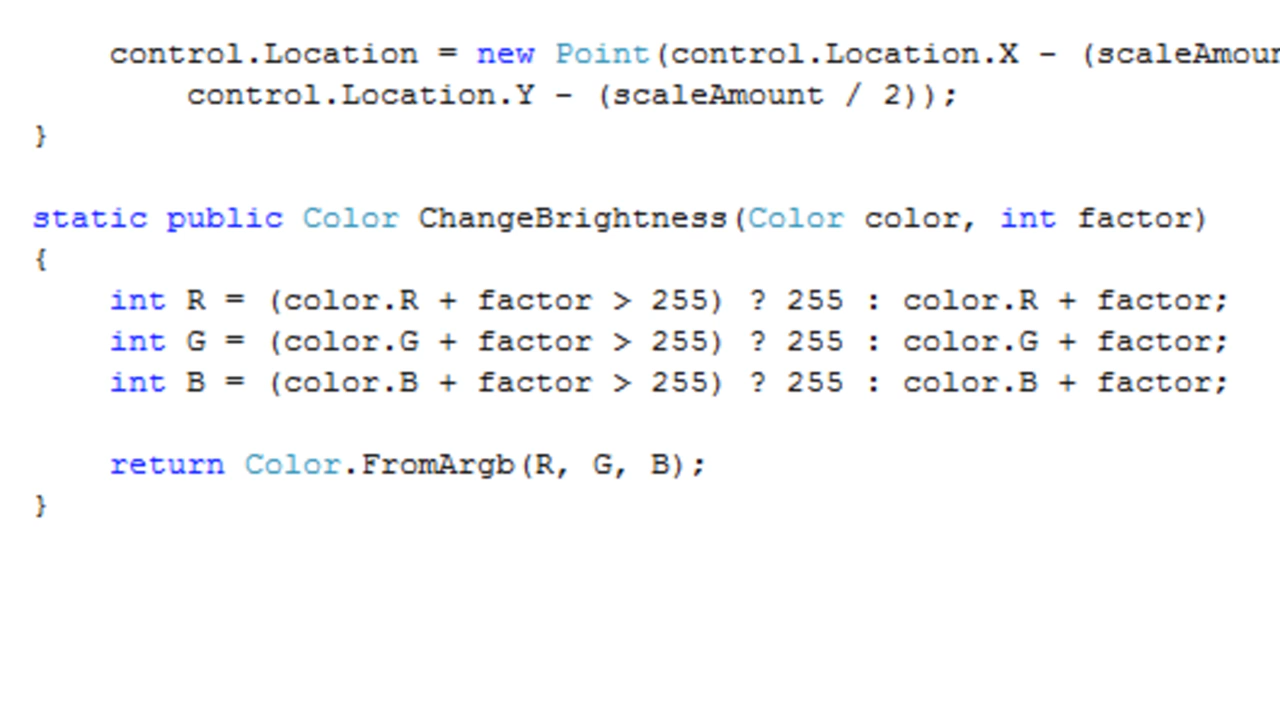 control.Location = new Point(control.Location.X - (scaleAmoun
control.Location.Y - (scaleAmount / 2));
}
static public Color ChangeBrightness(Color color, int factor)
{
int R = (color.R + factor > 255) ? 255 : color.R + factor;
int G = (color.G + factor > 255) ? 255 : color.G + factor;
int B = (color.B + factor > 255) ? 255 : color.B + factor;
return Color.FromArgb(R, G, B);
}